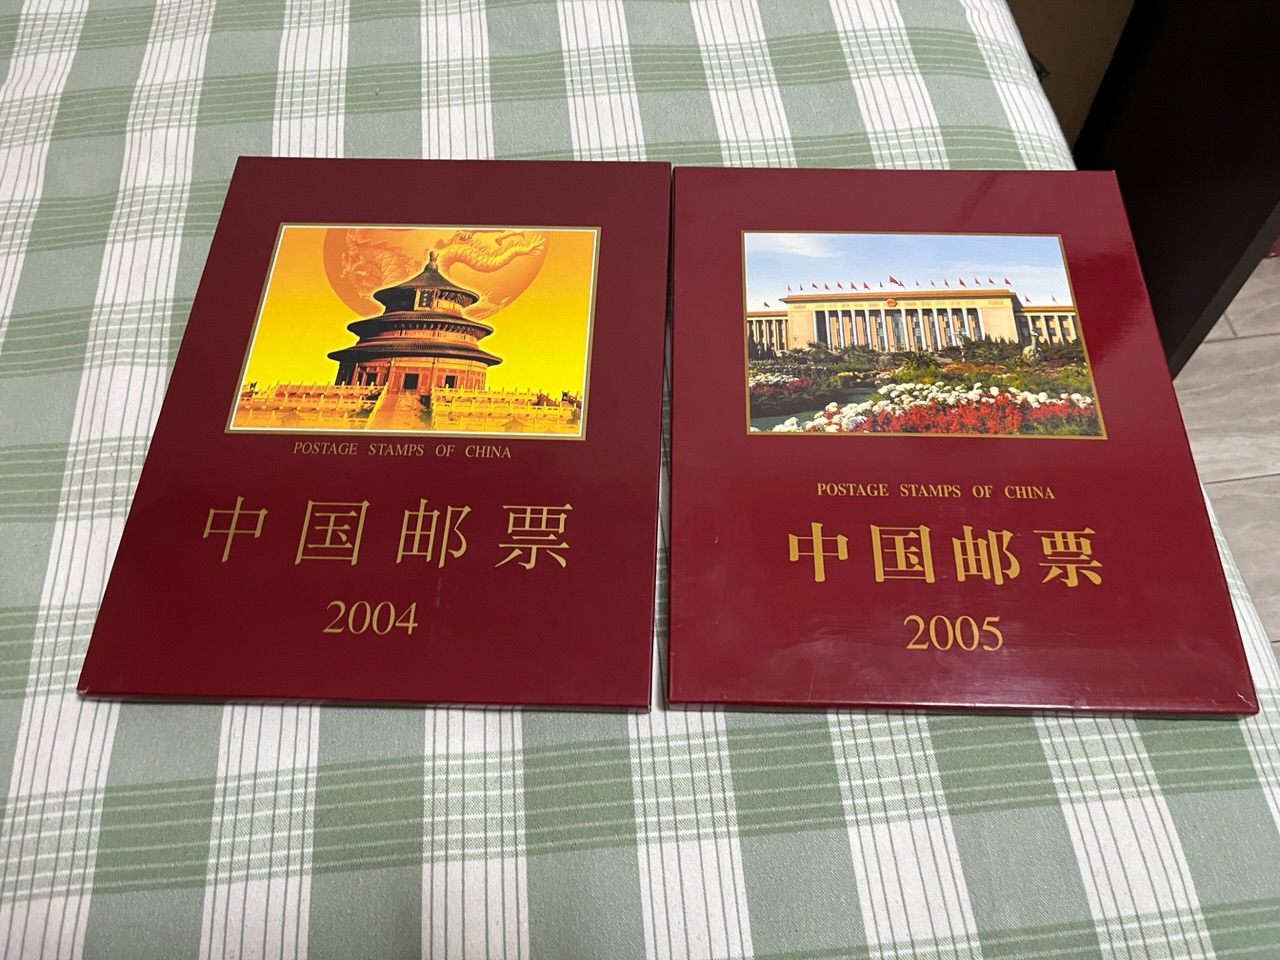 POSTAGE STAMPS OF CHINA
中国邮票
2004
POSTAGE STAMPS OF CHINA
中国邮票
2005